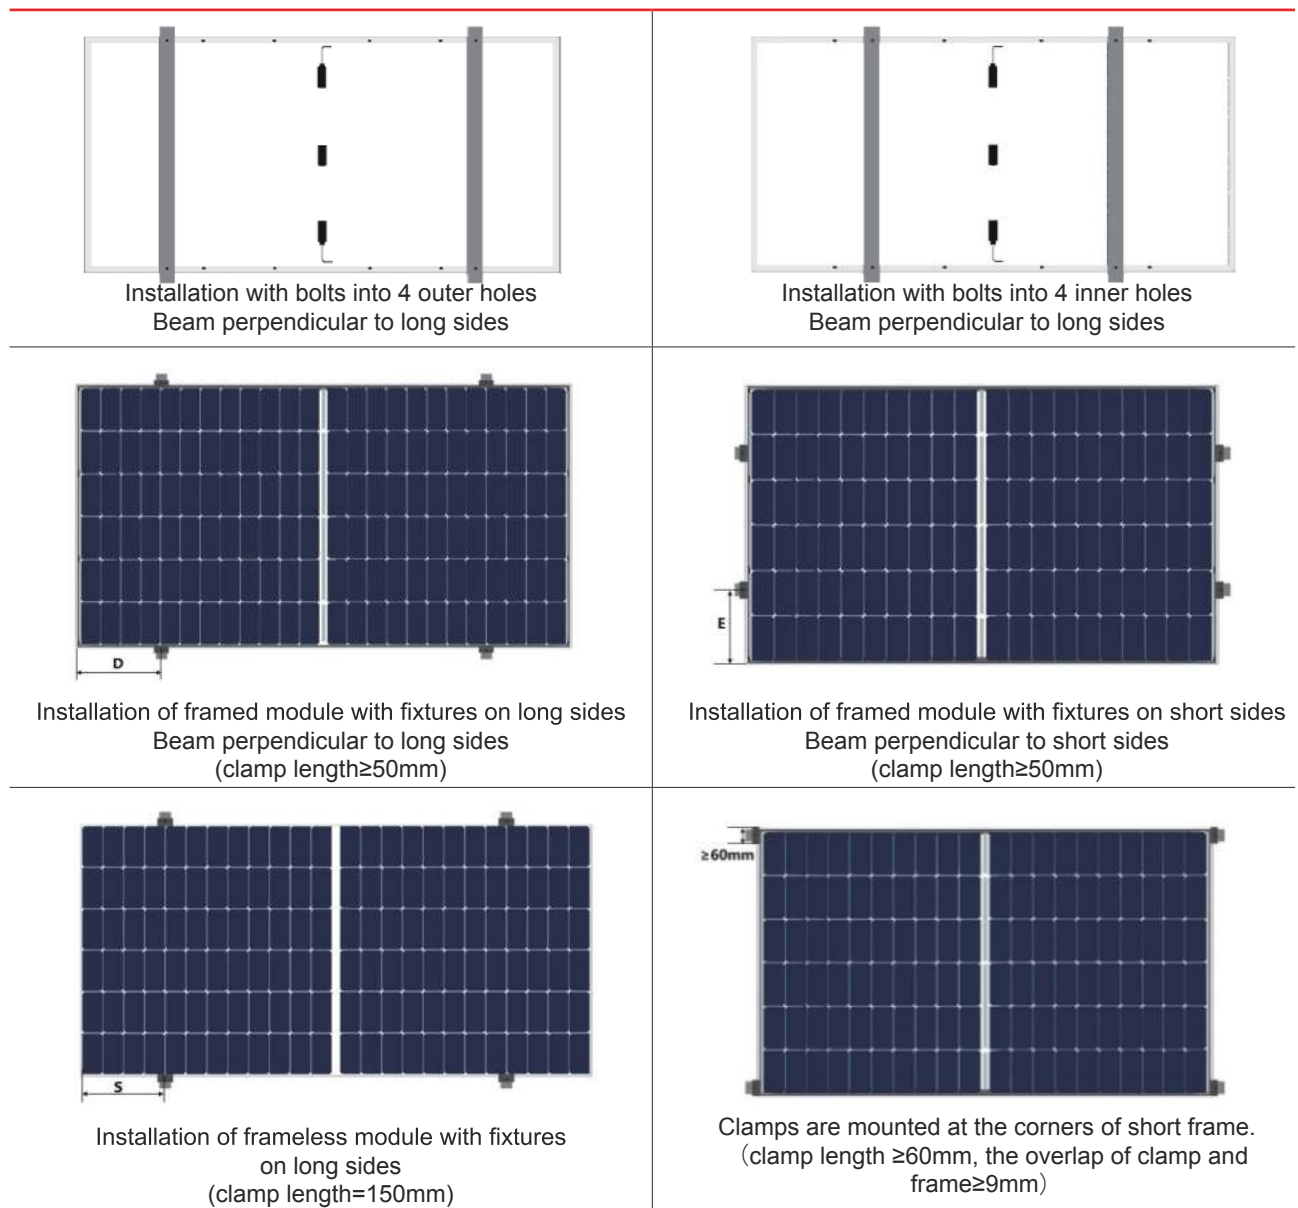 Installation with bolts into 4 outer holes
Beam perpendicular to long sides
Installation with bolts into 4 inner holes
Beam perpendicular to long sides
D
Installation of framed module with fixtures on long sides
Beam perpendicular to long sides
(clamp length≥50mm)
E
Installation of framed module with fixtures on short sides
Beam perpendicular to short sides
(clamp length≥50mm)
S
Installation of frameless module with fixtures
on long sides
(clamp length=150mm)
≥60mm
Clamps are mounted at the corners of short frame.
（clamp length ≥60mm, the overlap of clamp and
frame≥9mm）